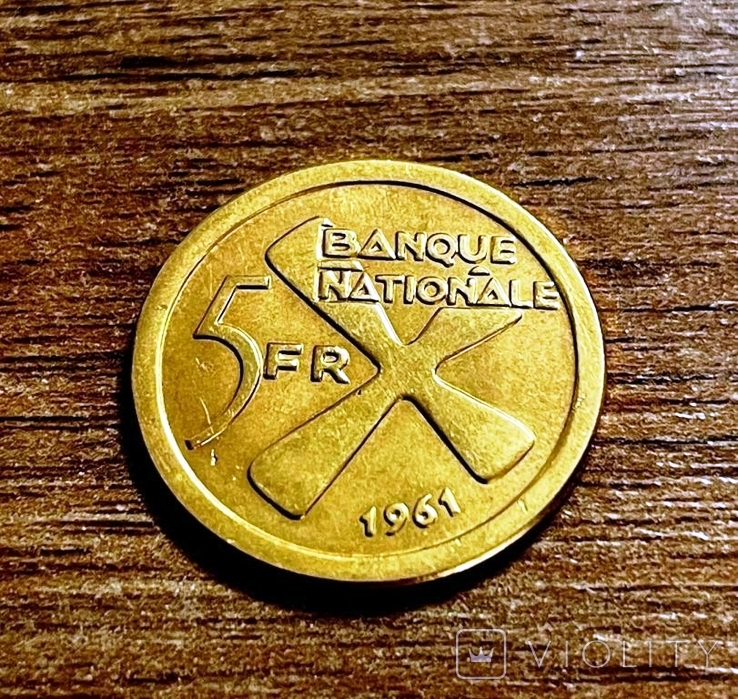 BANQUE
NATIONALE
5 FR
1961
VIOLITY